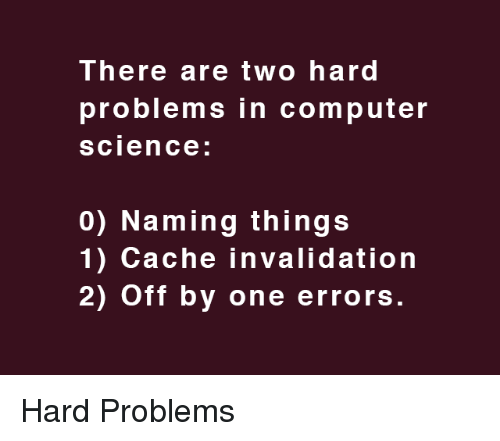 There are two hard
problems in computer
science:
0) Naming things
1) Cache invalidation
2) Off by one errors.
Hard Problems